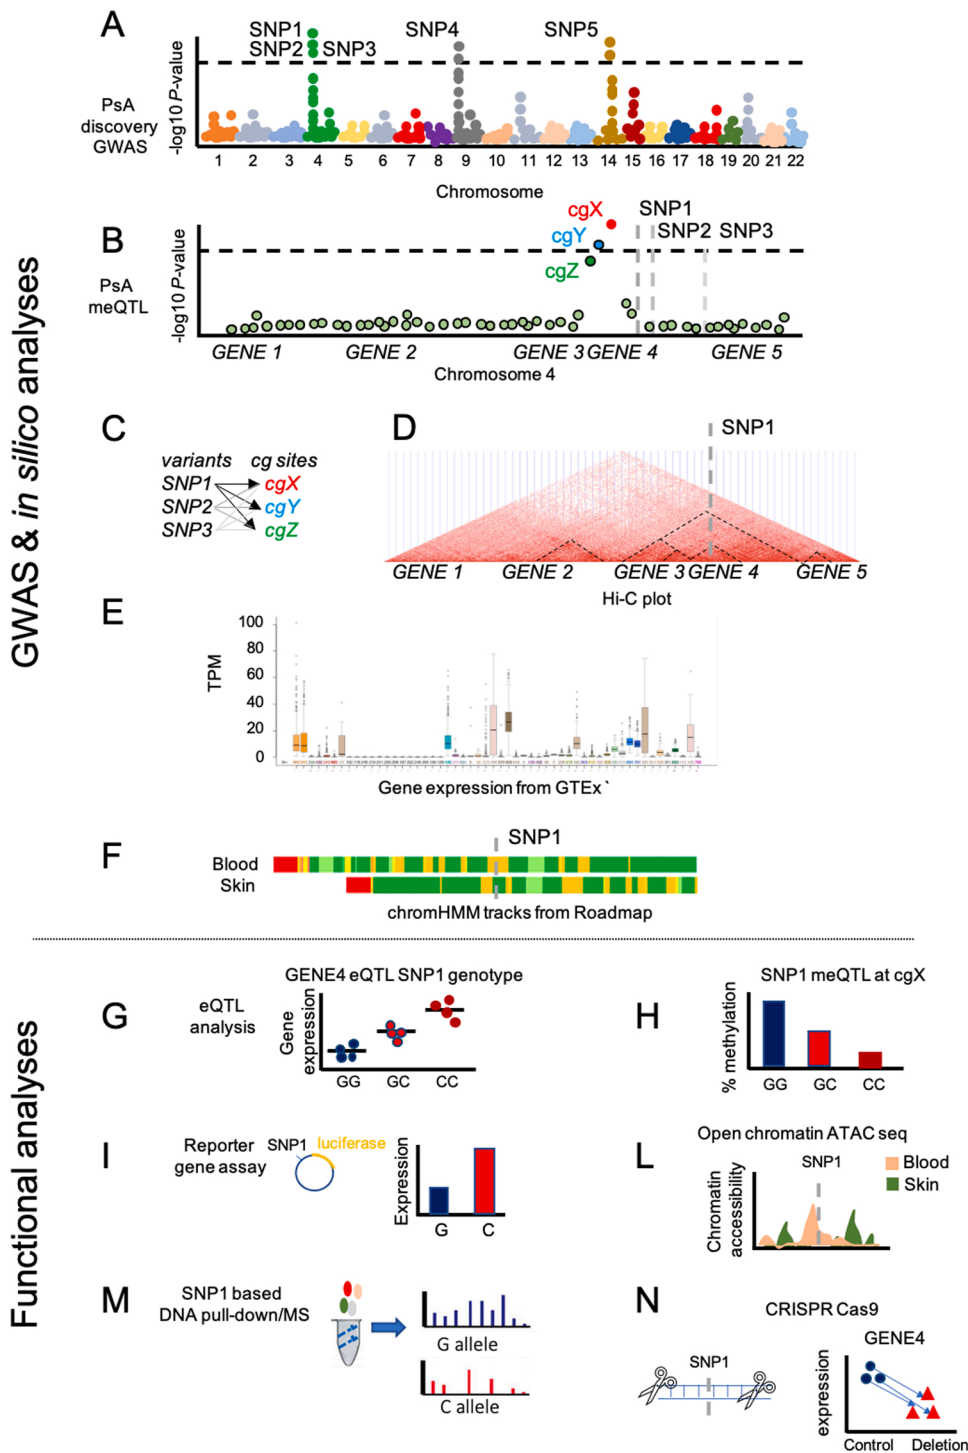 GWAS & in silico analyses
A
SNP1
SNP2 SNP3
SNP4
SNP5
PsA
discovery
GWAS
-log10 P-value
1 2 3 4 5 6 7 8 9 10 11 12 13 14 15 16 17 18 19 20 21 22
Chromosome
B
cgX
cgY
cgZ
SNP1
SNP2 SNP3
PsA
meQTL
-log10 P-value
GENE 1 GENE 2 GENE 3 GENE 4 GENE 5
Chromosome 4
C
variants cg sites
SNP1 cgX
SNP2 cgY
SNP3 cgZ
D
SNP1
GENE 1 GENE 2 GENE 3 GENE 4 GENE 5
Hi-C plot
E
TPM
100
80
60
40
20
0
Gene expression from GTEx `
F
SNP1
Blood
Skin
chromHMM tracks from Roadmap
Functional analyses
G
eQTL
analysis
GENE4 eQTL SNP1 genotype
Gene
expression
GG GC CC
H
SNP1 meQTL at cgX
% methylation
GG GC CC
I
Reporter
gene assay
SNP1 luciferase
Expression
G C
L
Open chromatin ATAC seq
SNP1
Blood
Skin
Chromatin
accessibility
M
SNP1 based
DNA pull-down/MS
G allele
C allele
N
CRISPR Cas9
SNP1
GENE4
expression
Control Deletion